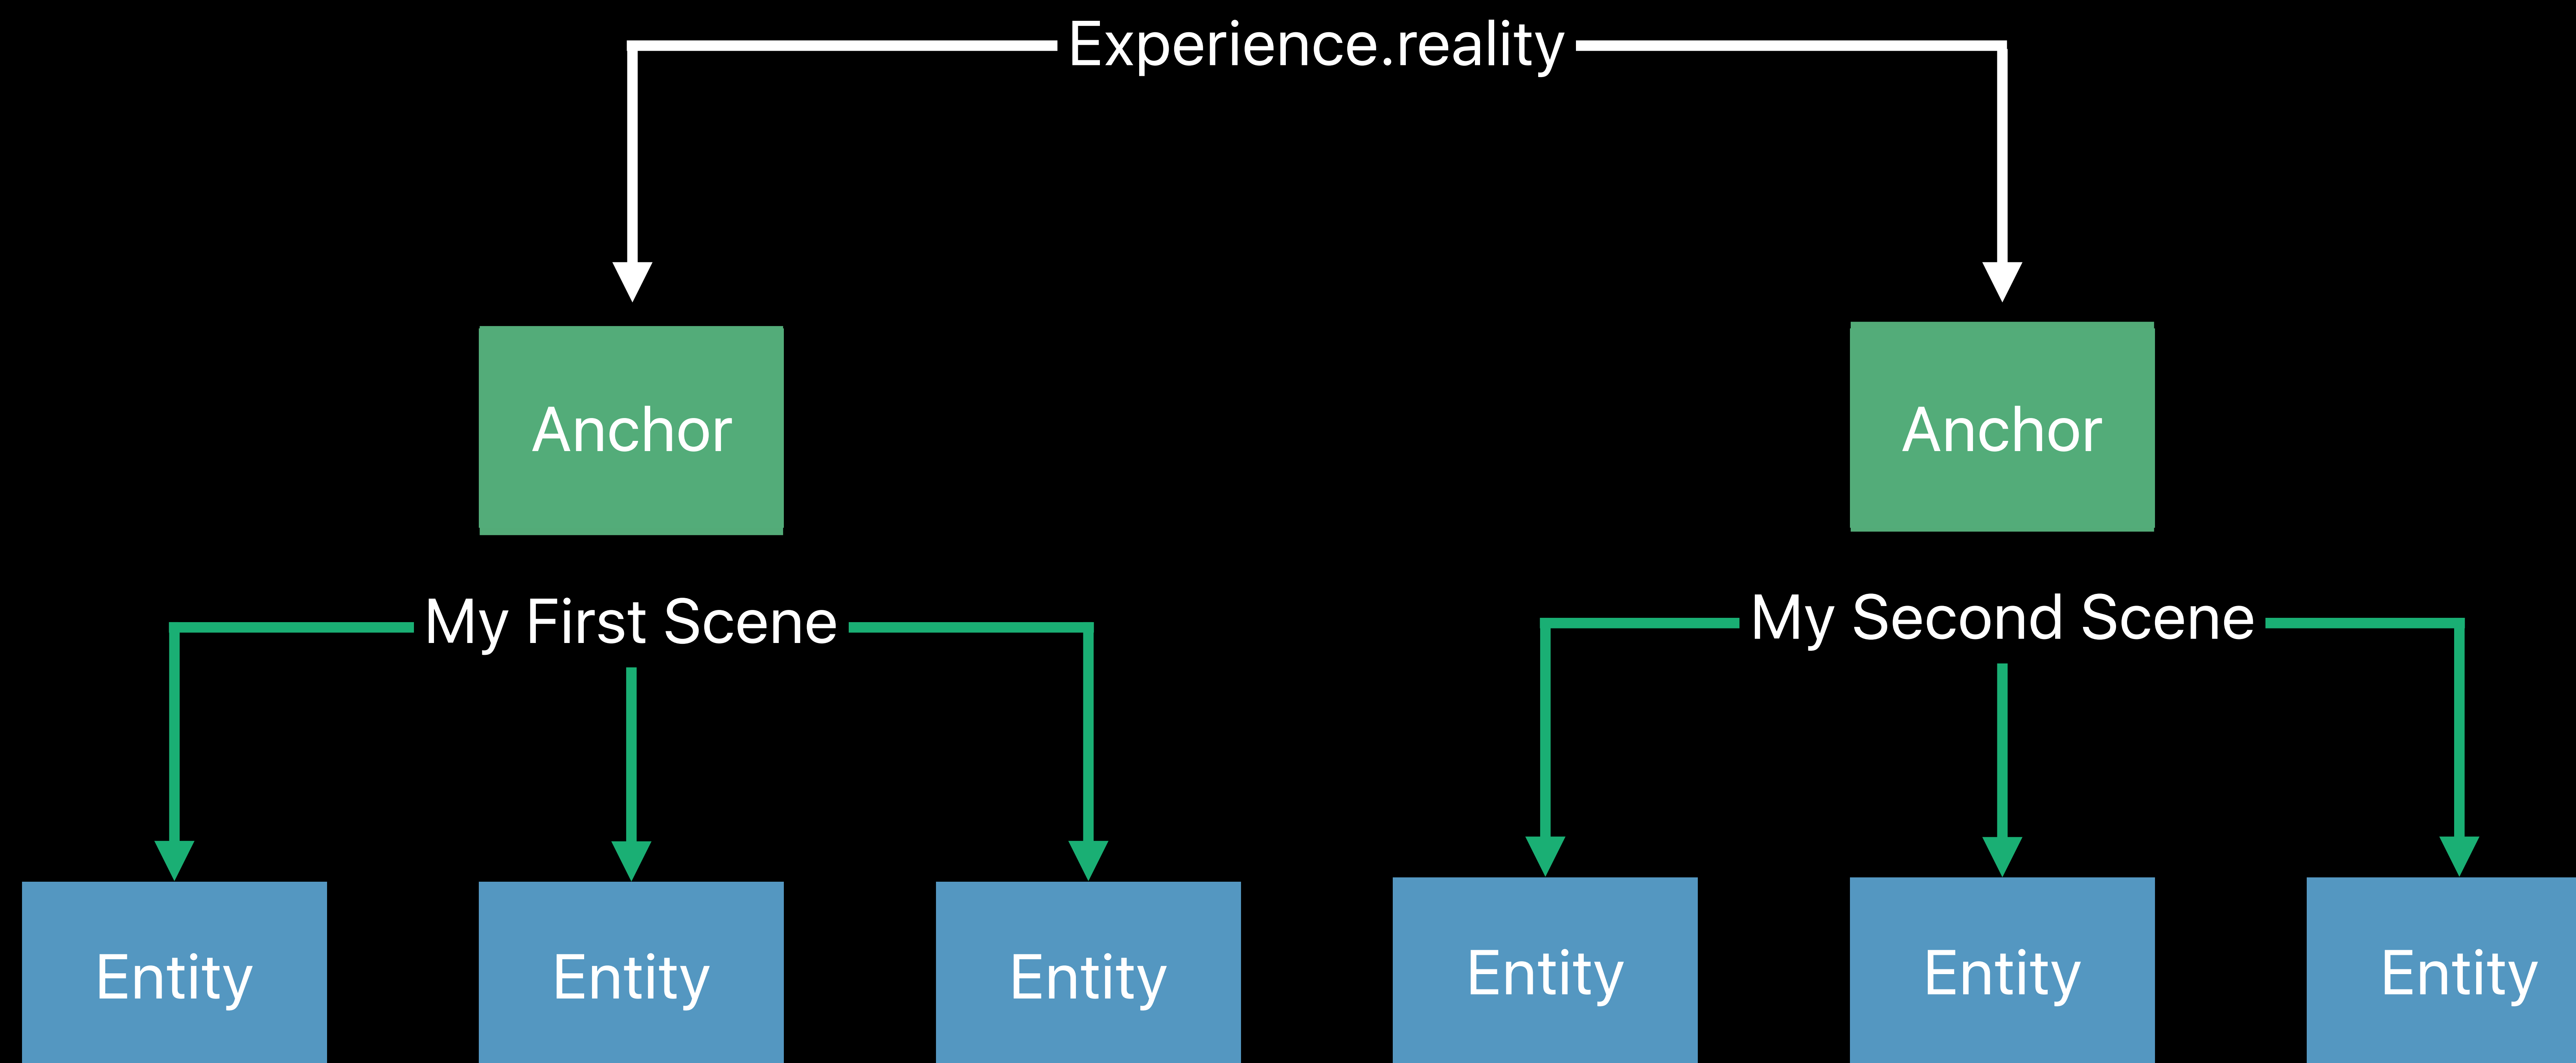 Experience.reality
Anchor
Anchor
My First Scene
My Second Scene
Entity
Entity
Entity
Entity
Entity
Entity